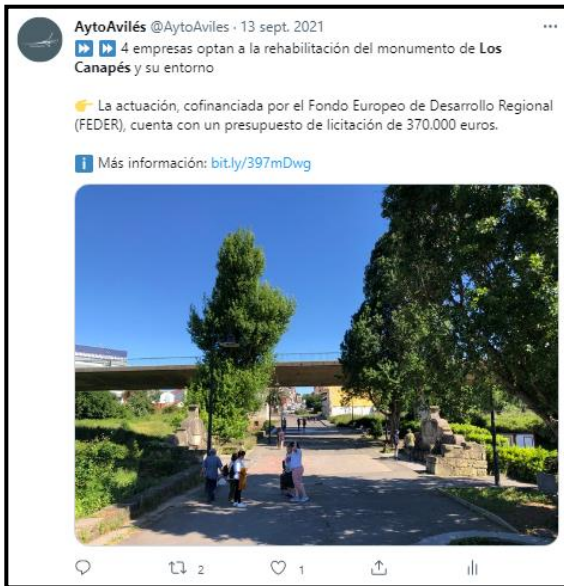 AytoAvilés @AytoAviles · 13 sept. 2021
⏩ ⏩ 4 empresas optan a la rehabilitación del monumento de Los
Canapés y su entorno
👉 La actuación, cofinanciada por el Fondo Europeo de Desarrollo Regional
(FEDER), cuenta con un presupuesto de licitación de 370.000 euros.
ℹ️ Más información: bit.ly/397mDwg
2 1